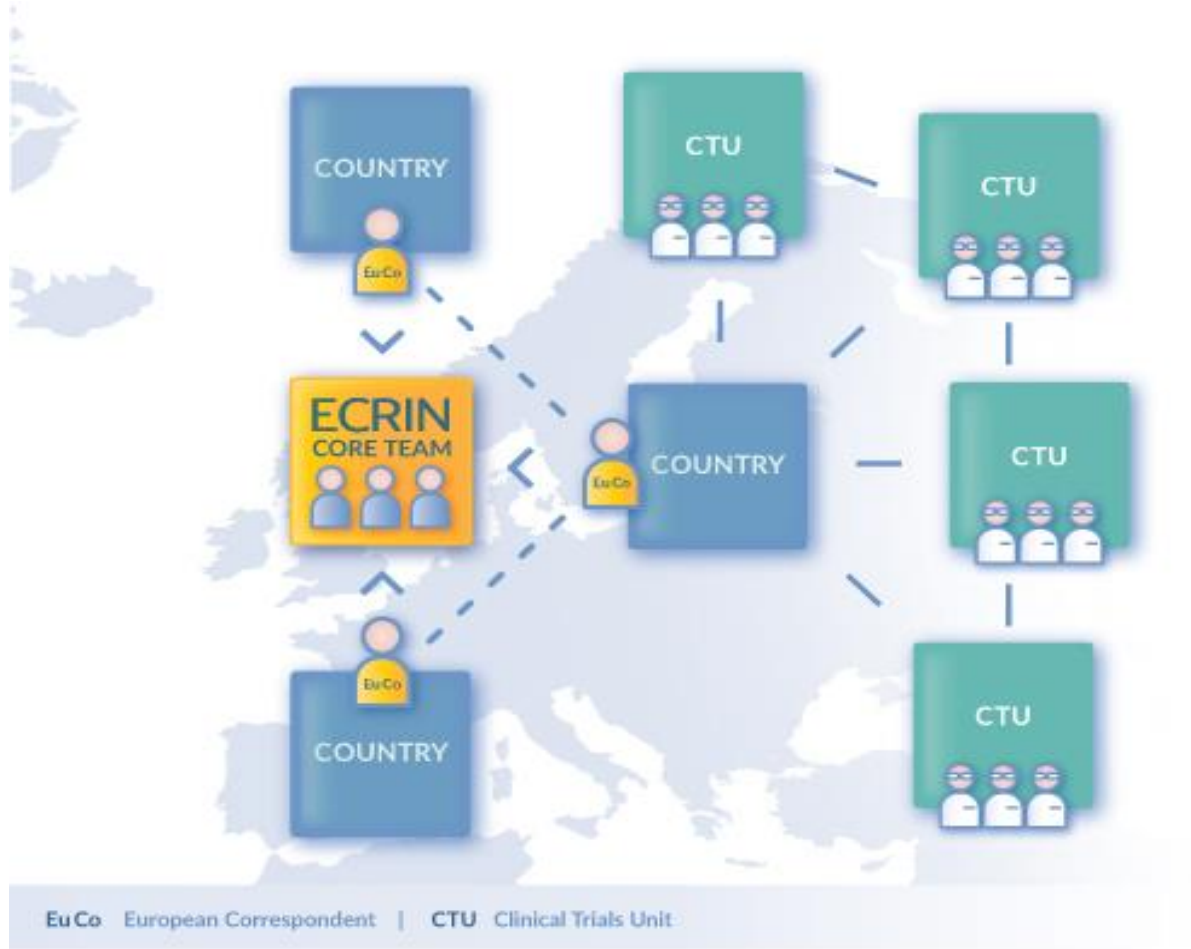 COUNTRY
EuCo
CTU
CTU
ECRIN
CORE TEAM
EuCo
COUNTRY
CTU
EuCo
COUNTRY
CTU
EuCo European Correspondent | CTU Clinical Trials Unit